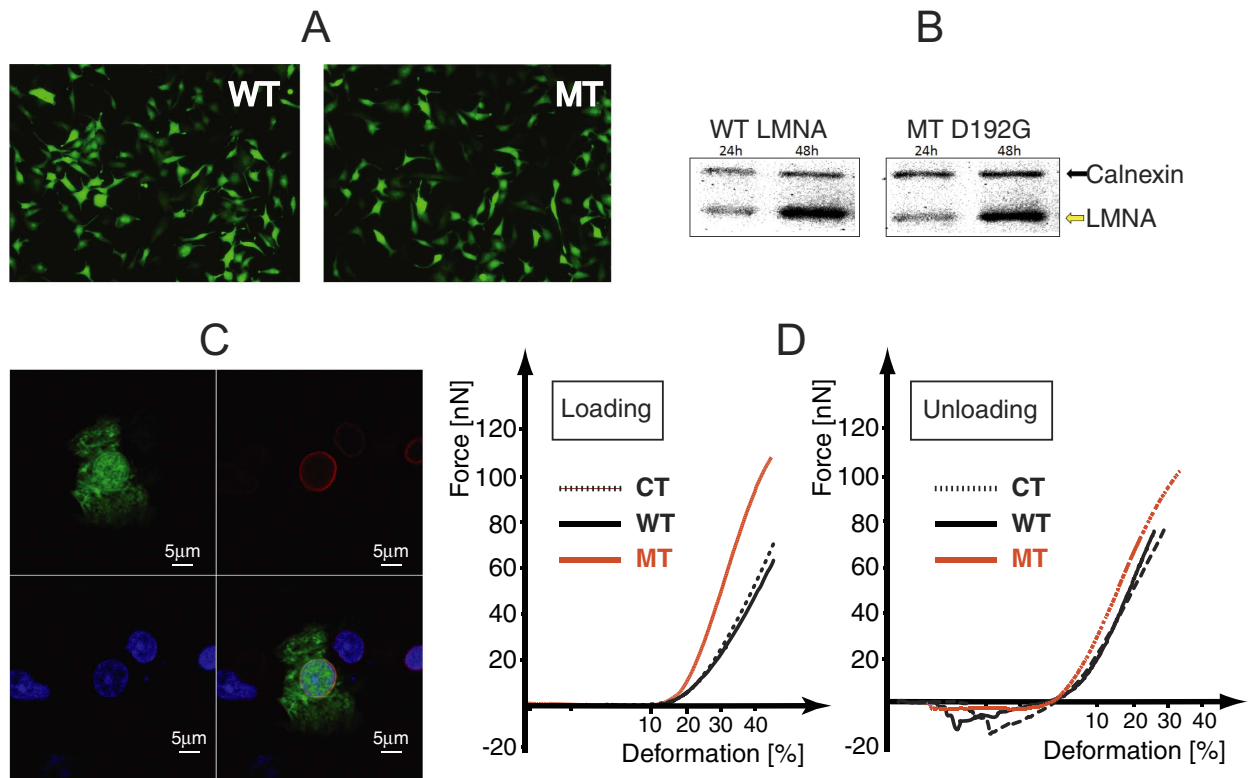 A
WT
MT
B
WT LMNA
MT D192G
24h
48h
24h
48h
Calnexin
LMNA
C
5µm
5µm
5µm
5µm
D
Force [nN]
Loading
120
100
80
60
40
20
-20
CT
WT
MT
10 20 30 40
Deformation [%]
Force [nN]
Unloading
120
100
80
60
40
20
-20
CT
WT
MT
10 20 30 40
Deformation [%]